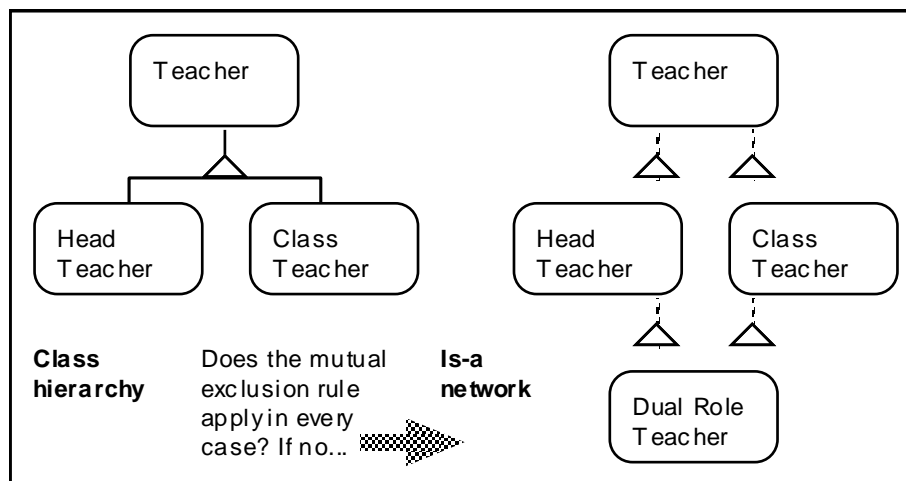 Teacher
Teacher
Head
Teacher
Class
Teacher
Head
Teacher
Class
Teacher
Class
hierarchy
Does the mutual
exclusion rule
apply in every
case? If no...
Is-a
network
Dual Role
Teacher